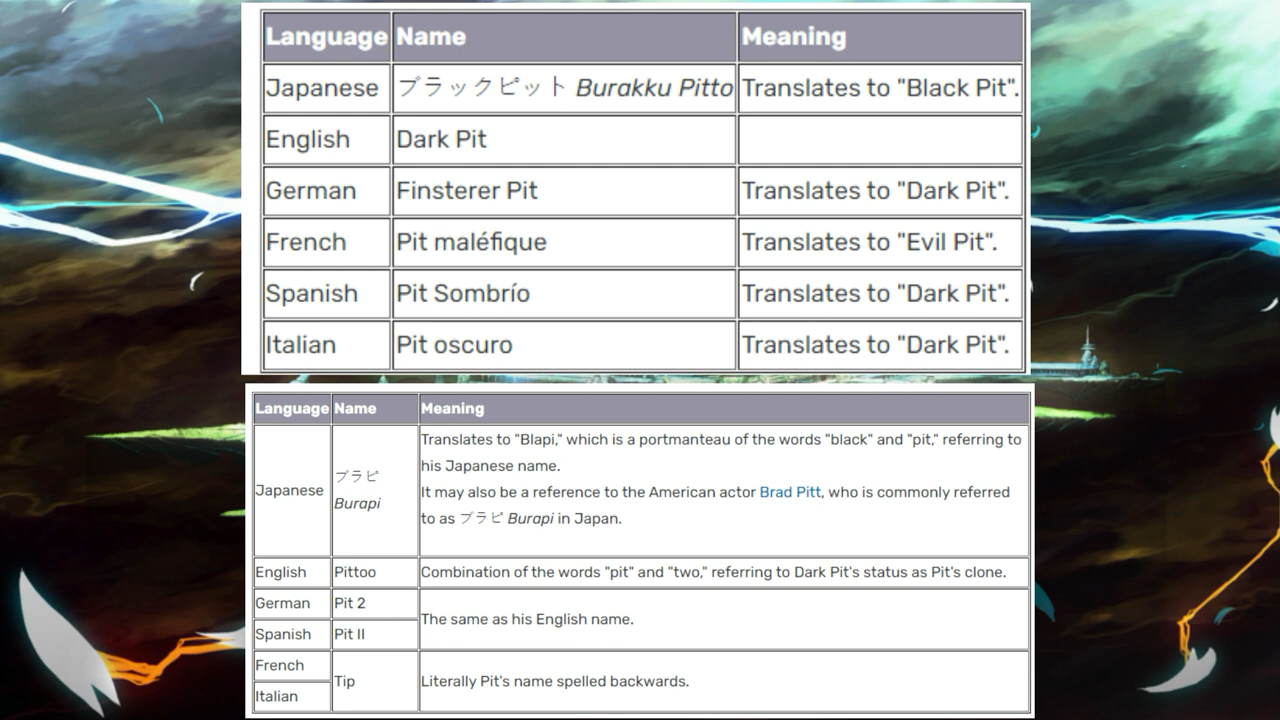 Language Name Meaning
Japanese ブラックピット Burakku Pitto Translates to "Black Pit".
English Dark Pit
German Finsterer Pit Translates to "Dark Pit".
French Pit maléfique Translates to "Evil Pit".
Spanish Pit Sombrío Translates to "Dark Pit".
Italian Pit oscuro Translates to "Dark Pit".
Language Name Meaning
Japanese
ブラピ
Burapi
Translates to "Blapi," which is a portmanteau of the words "black" and "pit," referring to
his Japanese name.
It may also be a reference to the American actor Brad Pitt, who is commonly referred
to as ブラピ Burapi in Japan.
English Pittoo Combination of the words "pit" and "two," referring to Dark Pit's status as Pit's clone.
German Pit 2
Spanish Pit II
The same as his English name.
French
Italian
Tip
Literally Pit's name spelled backwards.